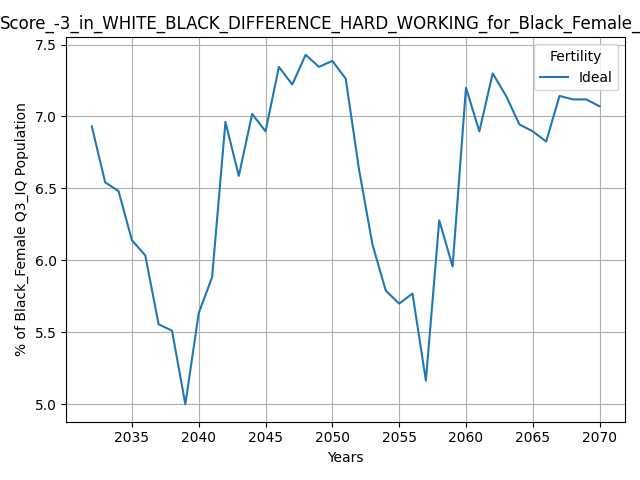 Score_-3_in_WHITE_BLACK_DIFFERENCE_HARD_WORKING_for_Black_Female_
7.5
7.0
6.5
6.0
5.5
5.0
% of Black_Female Q3_IQ Population
Fertility
Ideal
2035 2040 2045 2050 2055 2060 2065 2070
Years